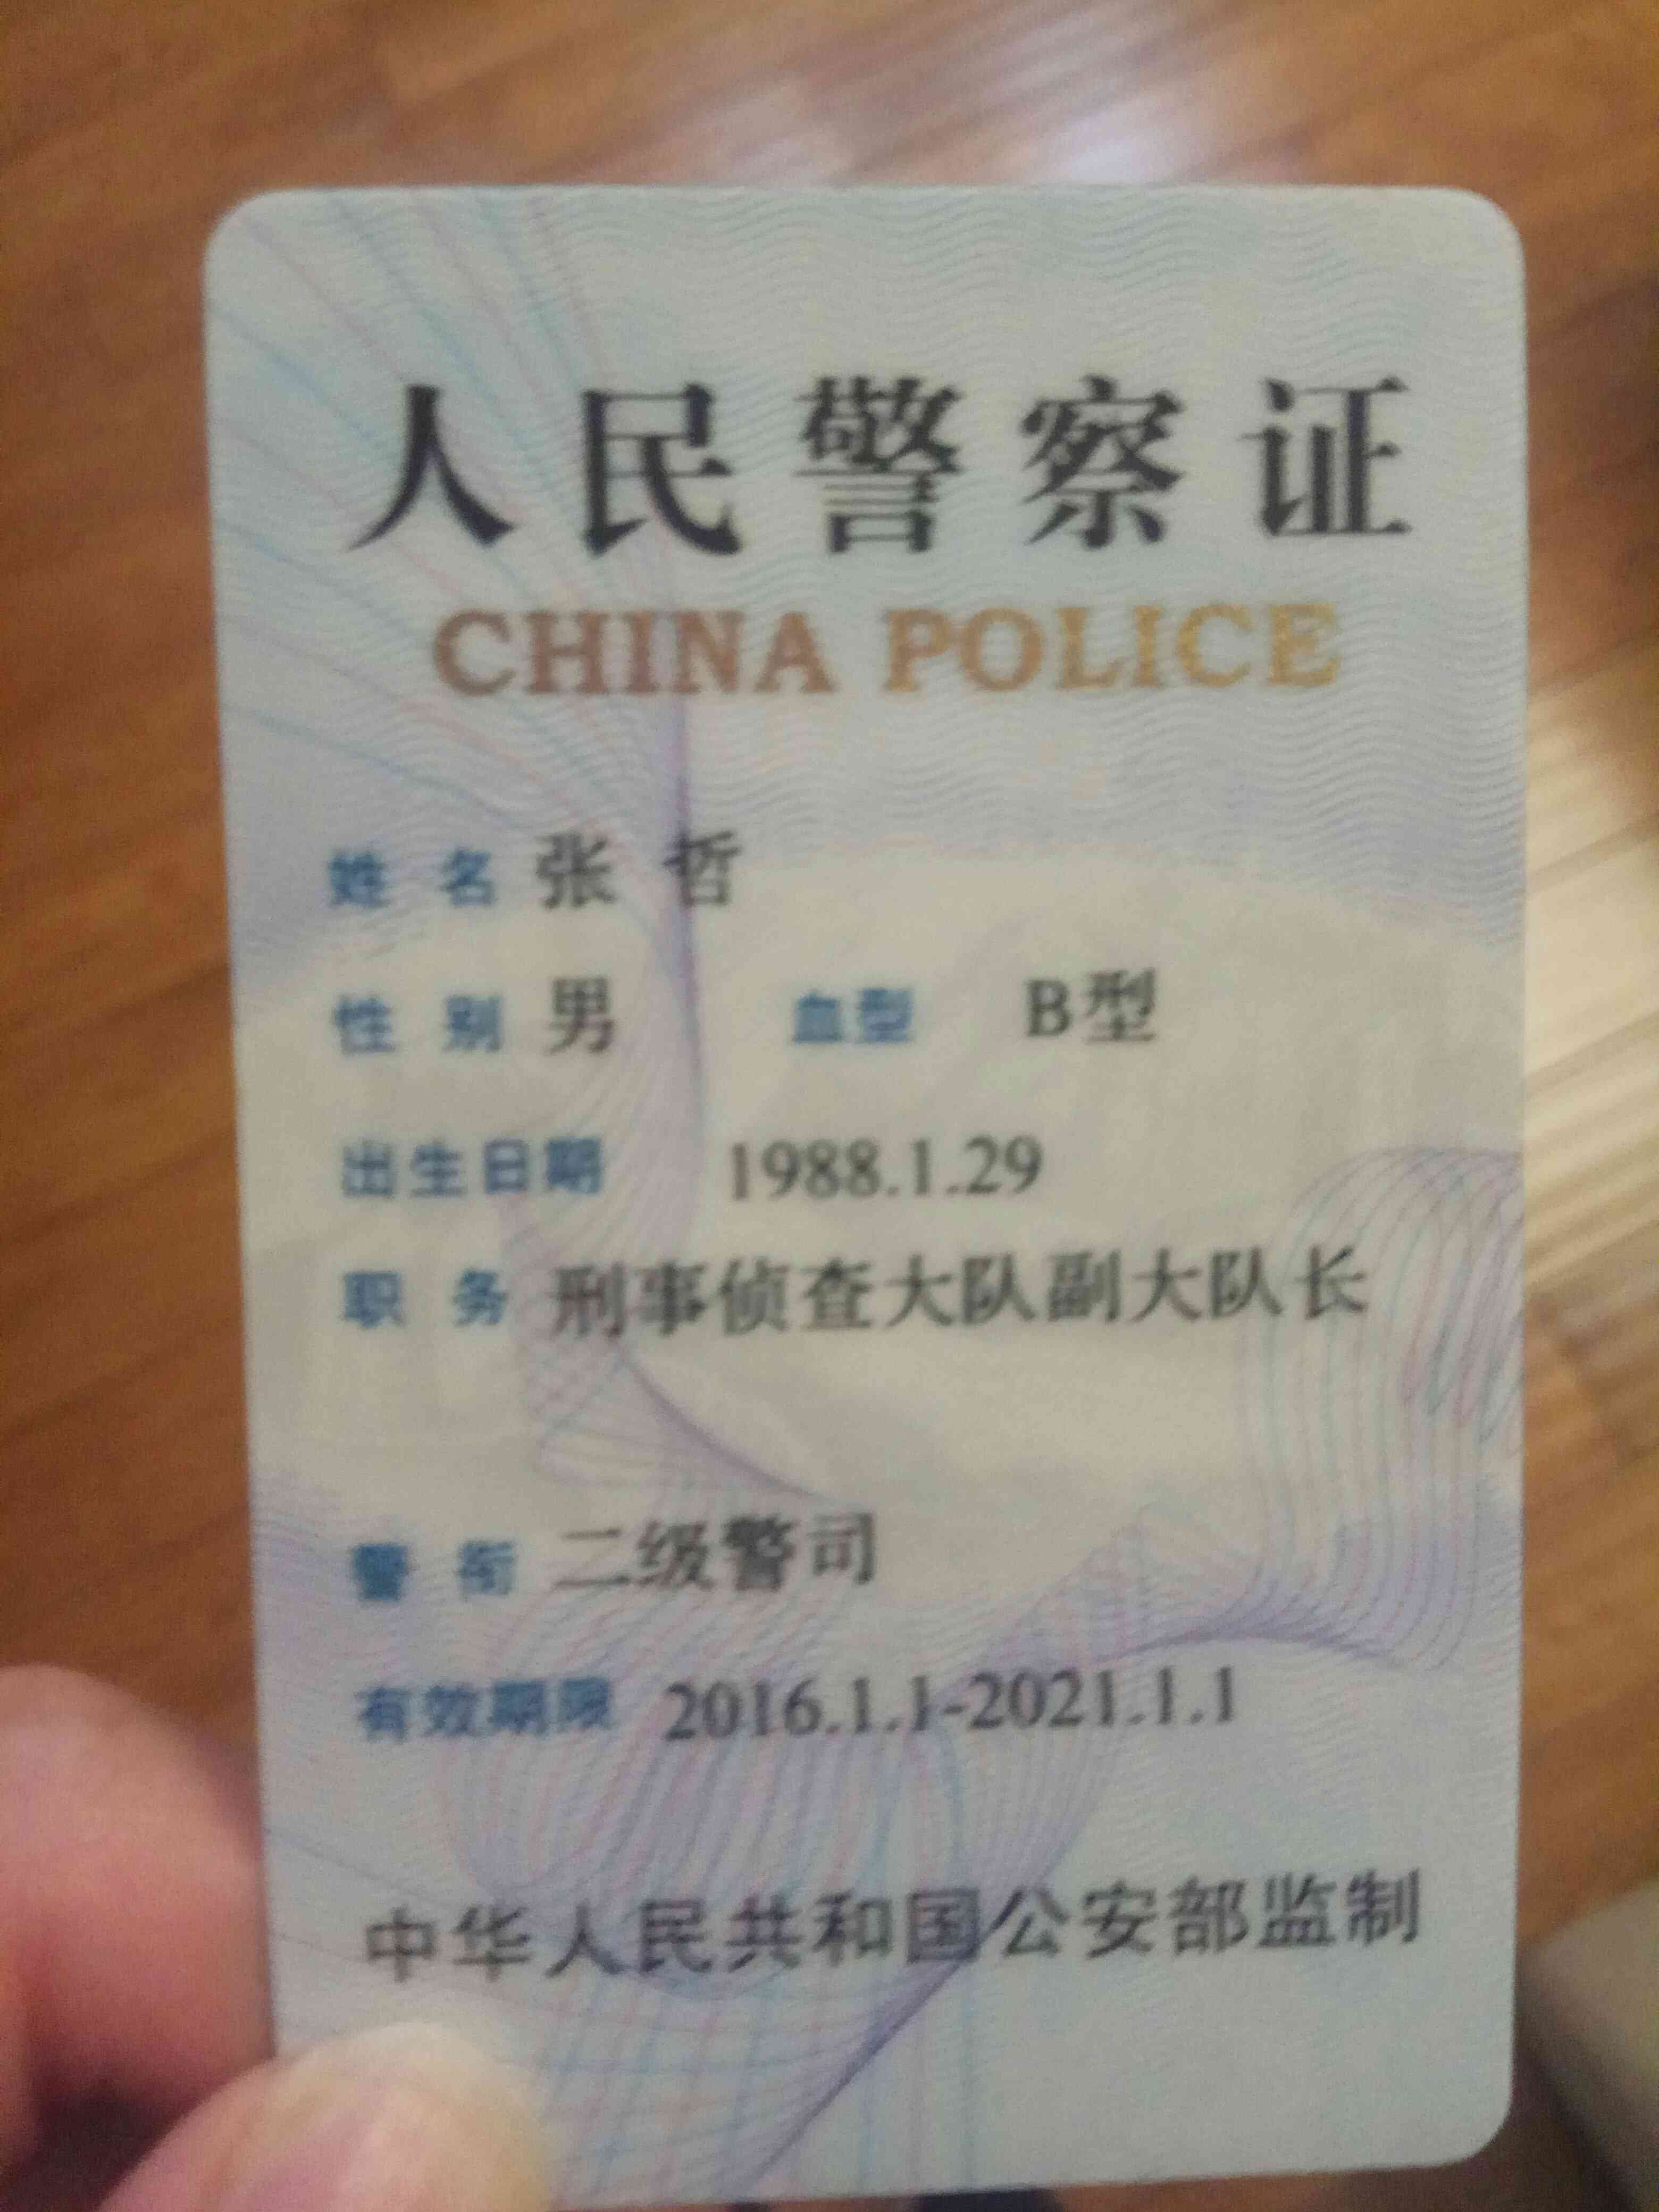 人民警察证
CHINA POLICE
姓名 张哲
性别 男 血型 B型
出生日期 1988.1.29
职务 刑事侦查大队副大队长
警衔 二级警司
有效期限 2016.1.1-2021.1.1
中华人民共和国公安部监制